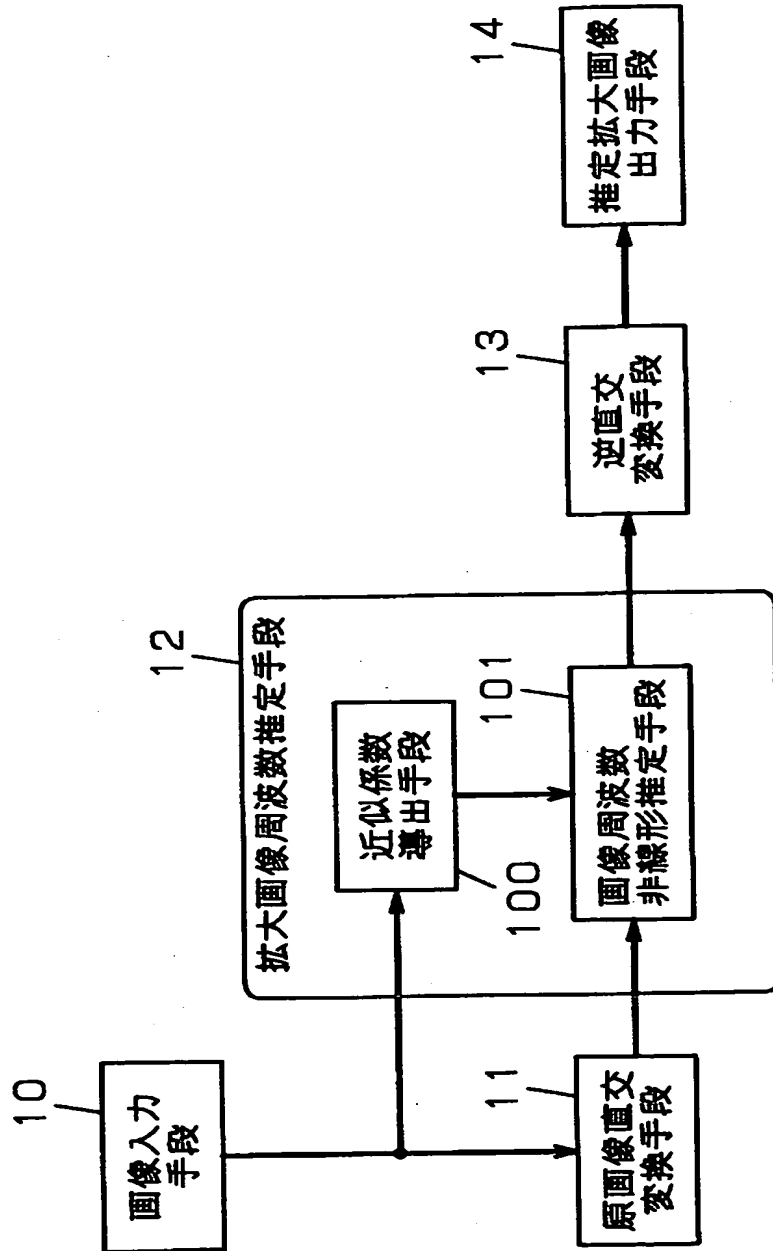 10
画像入力
手段
12
拡大画像周波数推定手段
近似係数
導出手段
100
11
原画像直交
変換手段
101
画像周波数
非線形推定手段
13
逆直交
変換手段
14
推定拡大画像
出力手段